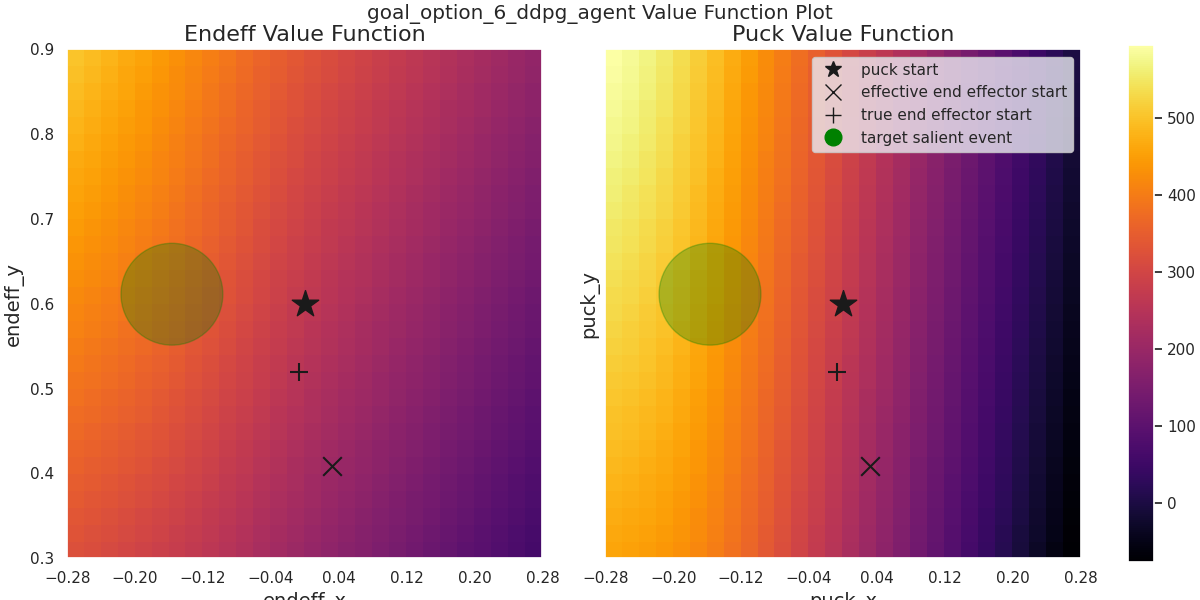 goal_option_6_ddpg_agent Value Function Plot
Endeff Value Function
Puck Value Function
endeff_y
0.9
0.8
0.7
0.6
0.5
0.4
0.3
−0.28 −0.20 −0.12 −0.04 0.04 0.12 0.20 0.28
endeff_x
puck_y
puck start
effective end effector start
true end effector start
target salient event
−0.28 −0.20 −0.12 −0.04 0.04 0.12 0.20 0.28
puck_x
500
400
300
200
100
0